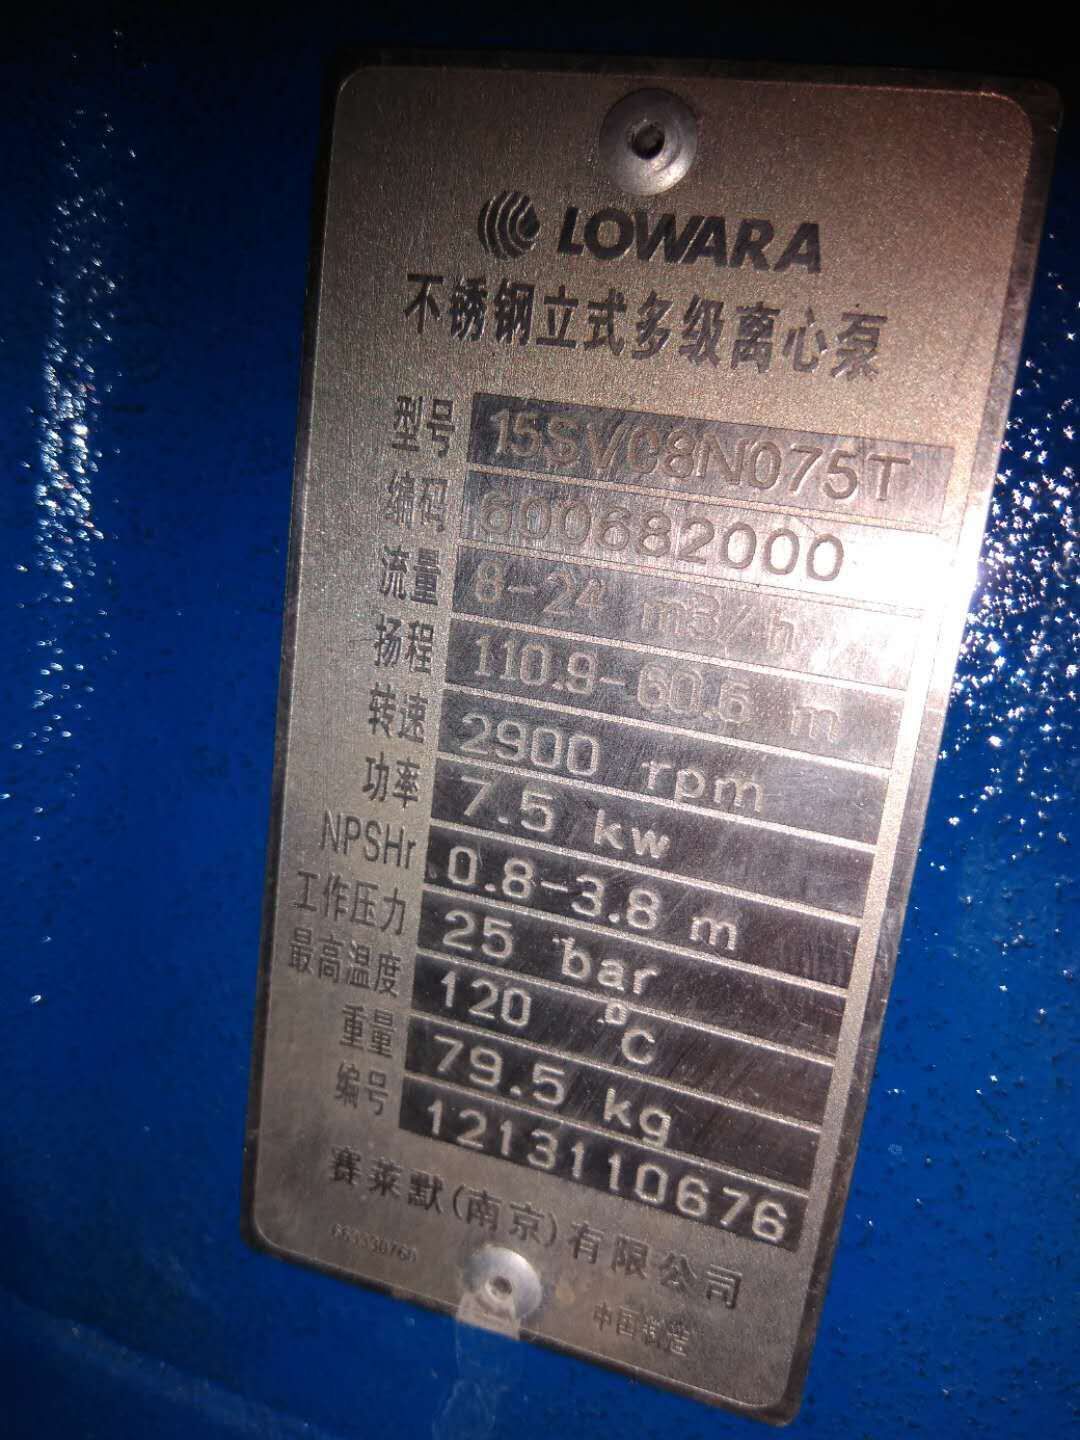 LOWARA
不锈钢立式多级离心泵
型号 15SVC8N075T
编码 600682000
流量 8-24 m3/h
扬程 110.9-60.6 m
转速 2900 rpm
功率 7.5 kw
NPSHr 0.8-3.8 m
工作压力 25 bar
最高温度 120 ºC
重量 79.5 kg
编号 1213110676
赛莱默(南京)有限公司
中国制造